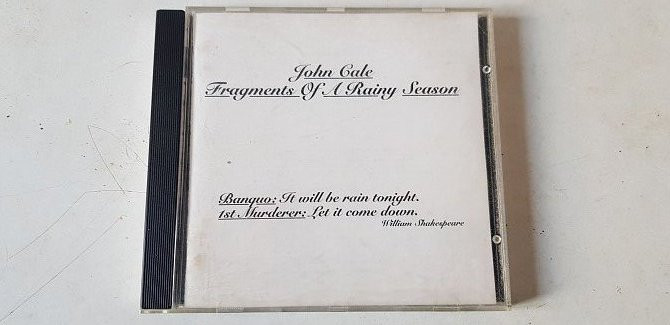 John Cale
Fragments Of A Rainy Season
Banquo: It will be rain tonight.
1st Murderer: Let it come down.
William Shakespeare